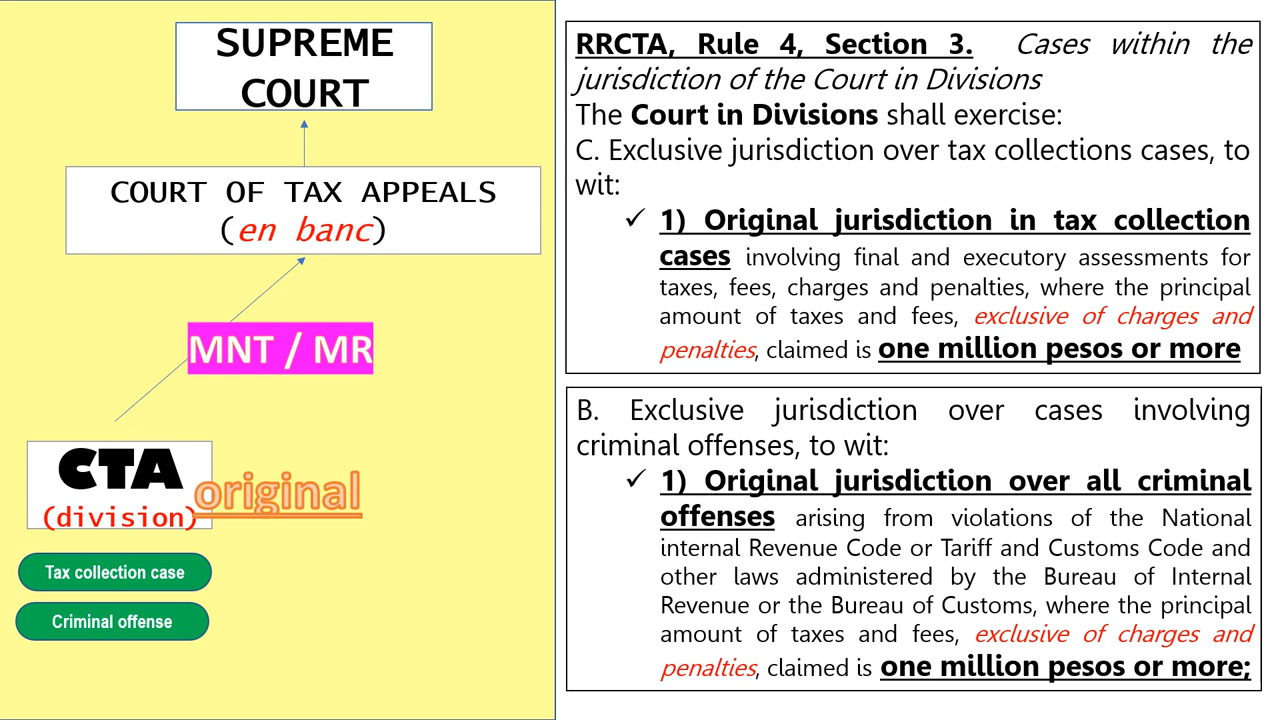 SUPREME
COURT
COURT OF TAX APPEALS
(en banc)
MNT / MR
CTA
(division)
original
Tax collection case
Criminal offense
RRCTA, Rule 4, Section 3. Cases within the
jurisdiction of the Court in Divisions
The Court in Divisions shall exercise:
C. Exclusive jurisdiction over tax collections cases, to
wit:
✓ 1) Original jurisdiction in tax collection
cases involving final and executory assessments for
taxes, fees, charges and penalties, where the principal
amount of taxes and fees, exclusive of charges and
penalties, claimed is one million pesos or more
B. Exclusive jurisdiction over cases involving
criminal offenses, to wit:
✓ 1) Original jurisdiction over all criminal
offenses arising from violations of the National
internal Revenue Code or Tariff and Customs Code and
other laws administered by the Bureau of Internal
Revenue or the Bureau of Customs, where the principal
amount of taxes and fees, exclusive of charges and
penalties, claimed is one million pesos or more;